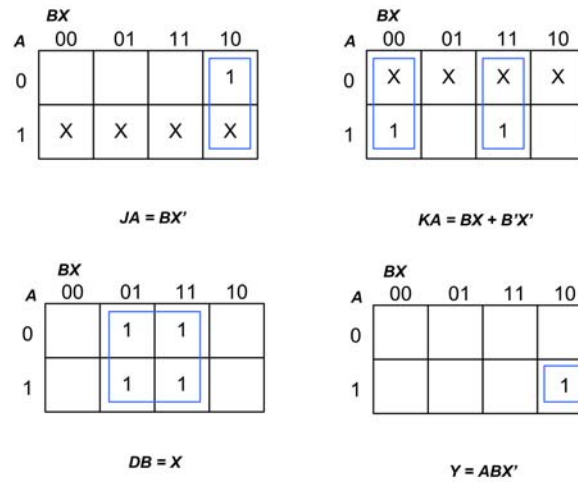 BX
A 00 01 11 10
0 1
1 X X X X
JA = BX'
BX
A 00 01 11 10
0 X X X X
1 1 1
KA = BX + B'X'
BX
A 00 01 11 10
0 1 1
1 1 1
DB = X
BX
A 00 01 11 10
0
1 1
Y = ABX'